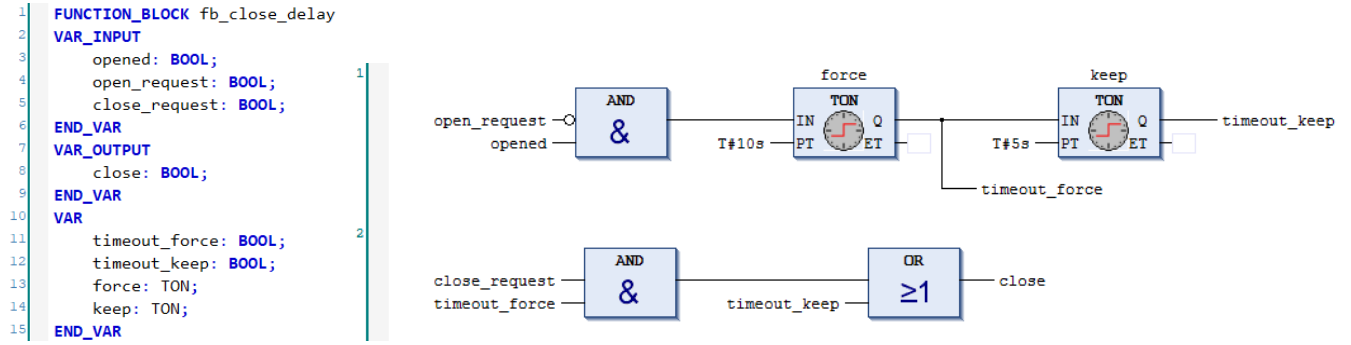 1 FUNCTION_BLOCK fb_close_delay
2 VAR_INPUT
3 opened: BOOL;
4 open_request: BOOL;
5 close_request: BOOL;
6 END_VAR
7 VAR_OUTPUT
8 close: BOOL;
9 END_VAR
10 VAR
11 timeout_force: BOOL;
12 timeout_keep: BOOL;
13 force: TON;
14 keep: TON;
15 END_VAR
1
force keep
AND TON TON
open_request & IN Q IN Q timeout_keep
opened T#10s PT ET T#5s PT ET
timeout_force
2
AND OR
close_request & ≥1 close
timeout_force timeout_keep